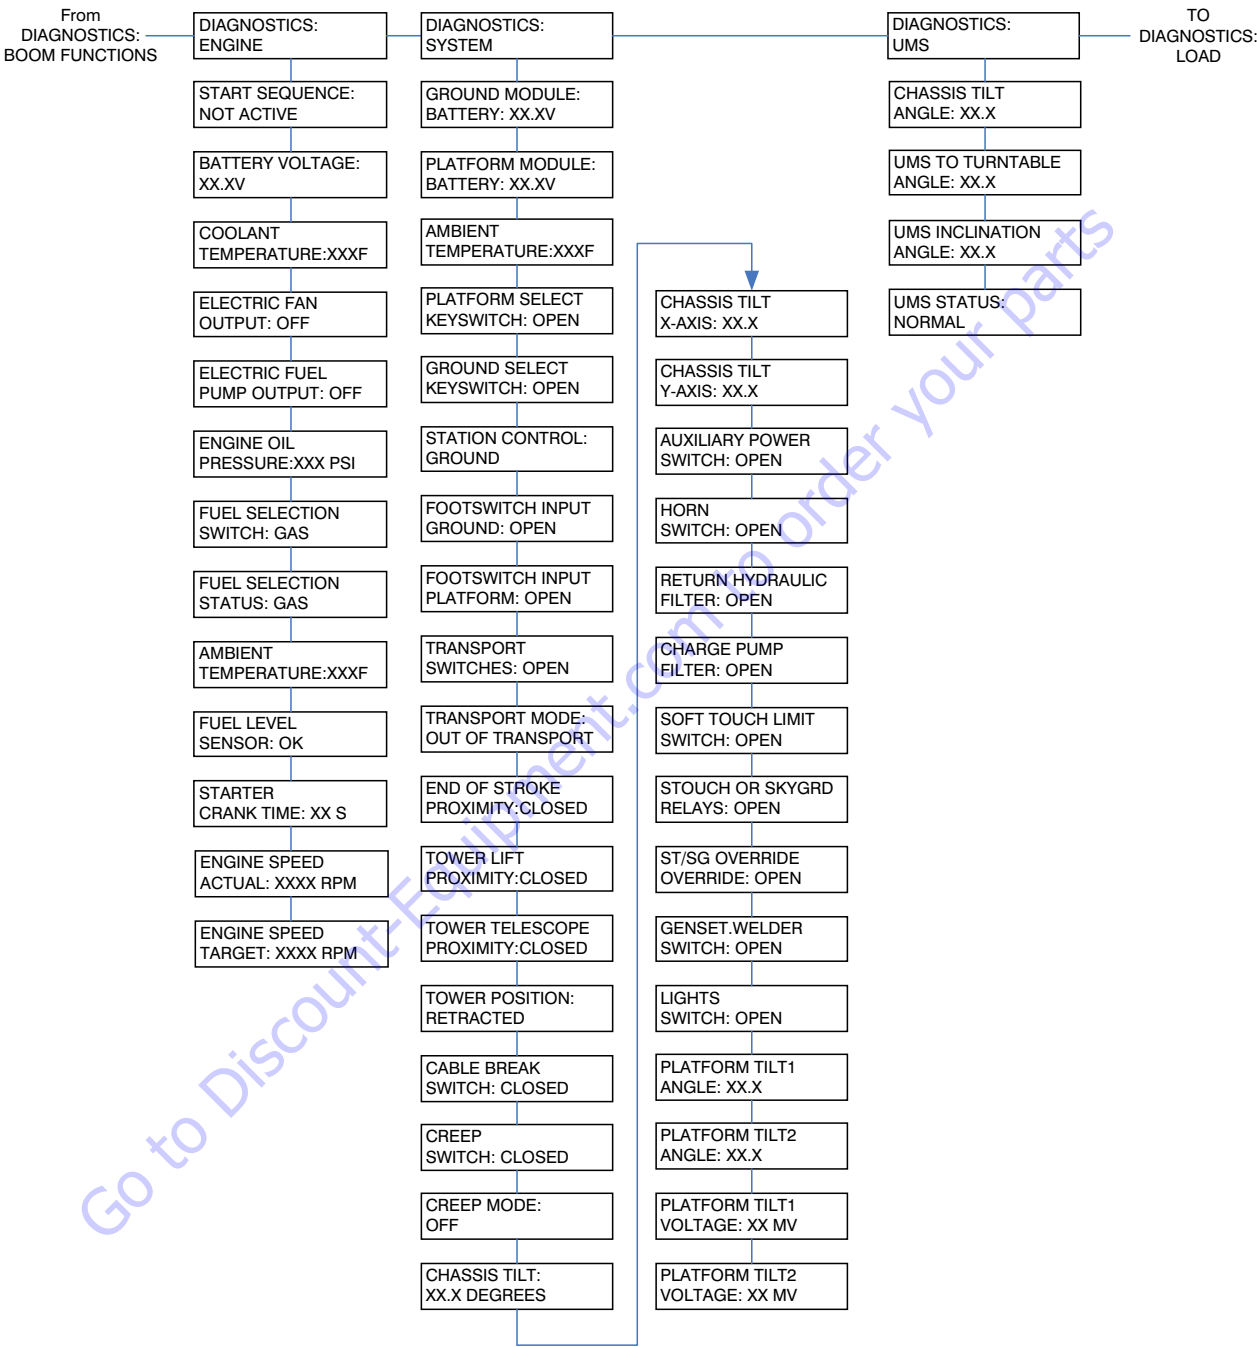 From
DIAGNOSTICS:
BOOM FUNCTIONS
DIAGNOSTICS:
ENGINE
START SEQUENCE:
NOT ACTIVE
BATTERY VOLTAGE:
XX.XV
COOLANT
TEMPERATURE:XXXF
ELECTRIC FAN
OUTPUT: OFF
ELECTRIC FUEL
PUMP OUTPUT: OFF
ENGINE OIL
PRESSURE:XXX PSI
FUEL SELECTION
SWITCH: GAS
FUEL SELECTION
STATUS: GAS
AMBIENT
TEMPERATURE:XXXF
FUEL LEVEL
SENSOR: OK
STARTER
CRANK TIME: XX S
ENGINE SPEED
ACTUAL: XXXX RPM
ENGINE SPEED
TARGET: XXXX RPM
DIAGNOSTICS:
SYSTEM
GROUND MODULE:
BATTERY: XX.XV
PLATFORM MODULE:
BATTERY: XX.XV
AMBIENT
TEMPERATURE:XXXF
PLATFORM SELECT
KEYSWITCH: OPEN
GROUND SELECT
KEYSWITCH: OPEN
STATION CONTROL:
GROUND
FOOTSWITCH INPUT
GROUND: OPEN
FOOTSWITCH INPUT
PLATFORM: OPEN
TRANSPORT
SWITCHES: OPEN
TRANSPORT MODE:
OUT OF TRANSPORT
END OF STROKE
PROXIMITY:CLOSED
TOWER LIFT
PROXIMITY:CLOSED
TOWER TELESCOPE
PROXIMITY:CLOSED
TOWER POSITION:
RETRACTED
CABLE BREAK
SWITCH: CLOSED
CREEP
SWITCH: CLOSED
CREEP MODE:
OFF
CHASSIS TILT:
XX.X DEGREES
CHASSIS TILT
X-AXIS: XX.X
CHASSIS TILT
Y-AXIS: XX.X
AUXILIARY POWER
SWITCH: OPEN
HORN
SWITCH: OPEN
RETURN HYDRAULIC
FILTER: OPEN
CHARGE PUMP
FILTER: OPEN
SOFT TOUCH LIMIT
SWITCH: OPEN
STOUCH OR SKYGRD
RELAYS: OPEN
ST/SG OVERRIDE
OVERRIDE: OPEN
GENSET.WELDER
SWITCH: OPEN
LIGHTS
SWITCH: OPEN
PLATFORM TILT1
ANGLE: XX.X
PLATFORM TILT2
ANGLE: XX.X
PLATFORM TILT1
VOLTAGE: XX MV
PLATFORM TILT2
VOLTAGE: XX MV
DIAGNOSTICS:
UMS
CHASSIS TILT
ANGLE: XX.X
UMS TO TURNTABLE
ANGLE: XX.X
UMS INCLINATION
ANGLE: XX.X
UMS STATUS:
NORMAL
TO
DIAGNOSTICS:
LOAD
Go to Discount-Equipment.com to order your parts